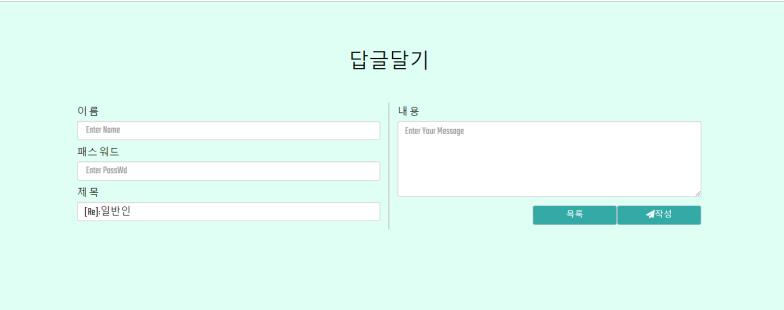 답글달기
이름
Enter Name
패스워드
Enter PassWd
제목
[Re]:일반인
내용
Enter Your Message
목록
작성